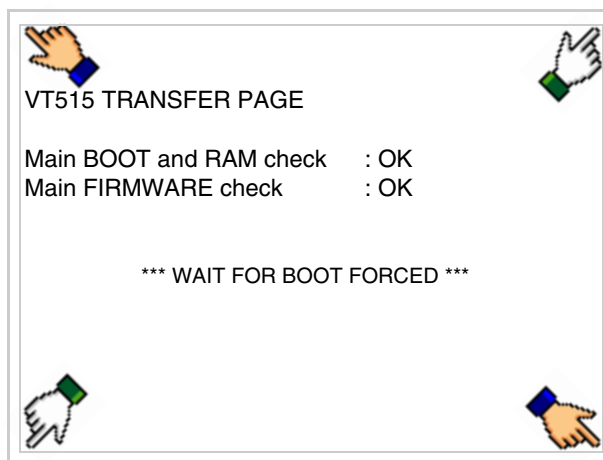 VT515 TRANSFER PAGE
Main BOOT and RAM check : OK
Main FIRMWARE check : OK
*** WAIT FOR BOOT FORCED ***